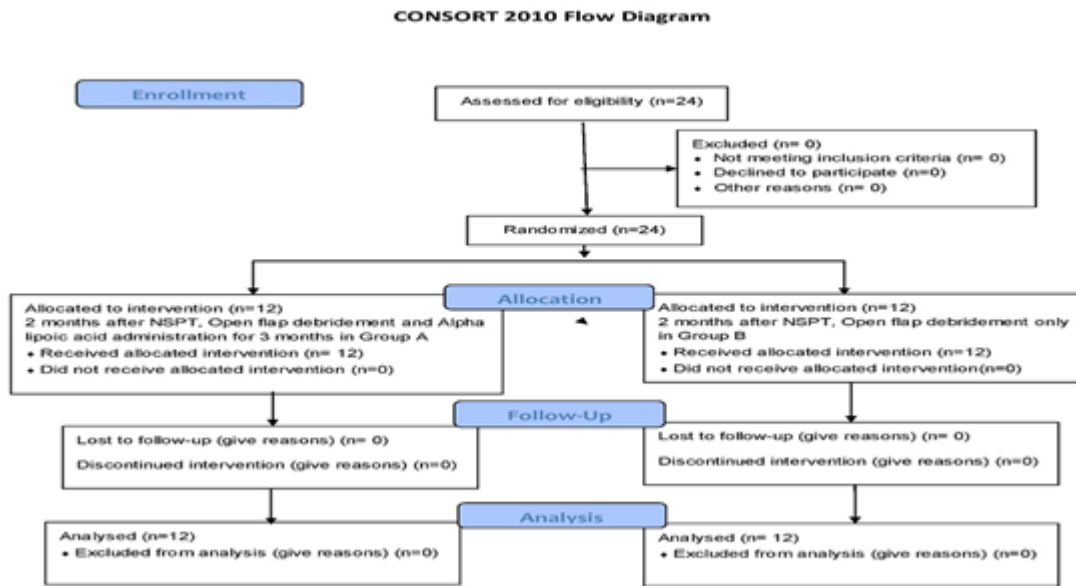 CONSORT 2010 Flow Diagram
Enrollment
Assessed for eligibility (n=24)
Excluded (n= 0)
• Not meeting inclusion criteria (n= 0)
• Declined to participate (n=0)
• Other reasons (n= 0)
Randomized (n=24)
Allocation
Allocated to intervention (n=12)
2 months after NSPT, Open flap debridement and Alpha
lipoic acid administration for 3 months in Group A
• Received allocated intervention (n= 12)
• Did not receive allocated intervention (n=0)
Allocated to intervention (n=12)
2 months after NSPT, Open flap debridement only
in Group B
• Received allocated intervention (n=12)
• Did not receive allocated intervention(n=0)
Follow-Up
Lost to follow-up (give reasons) (n= 0)
Discontinued intervention (give reasons) (n=0)
Lost to follow-up (give reasons) (n= 0)
Discontinued intervention (give reasons) (n=0)
Analysis
Analysed (n=12)
• Excluded from analysis (give reasons) (n=0)
Analysed (n= 12)
• Excluded from analysis (give reasons) (n=0)